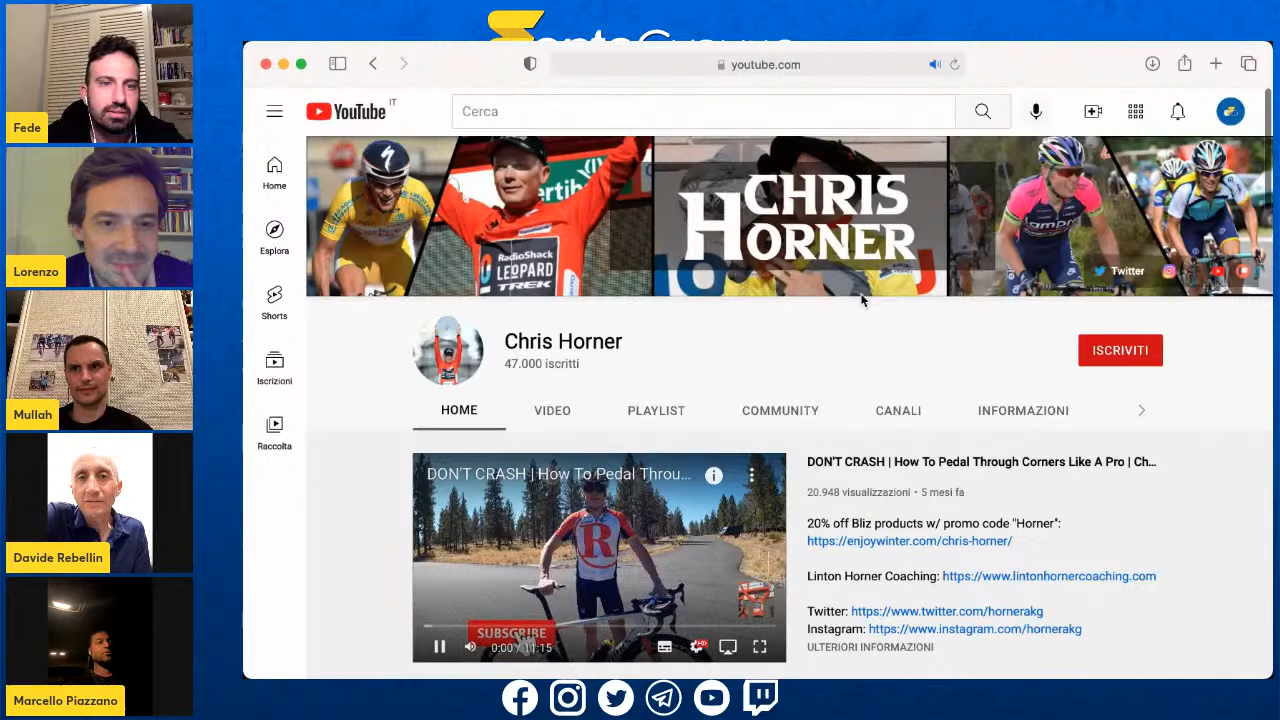 Fede
Lorenzo
Mullah
Davide Rebellin
Marcello Piazzano
youtube.com
YouTube
IT
Cerca
Home
Esplora
Shorts
Iscrizioni
Raccolta
RadioShack
LEOPARD
TREK
CHRIS
HORNER
Twitter
Chris Horner
47.000 iscritti
ISCRIVITI
HOME
VIDEO
PLAYLIST
COMMUNITY
CANALI
INFORMAZIONI
DON'T CRASH | How To Pedal Throu...
R
SUBSCRIBE
0:00 / 11:15
HD
DON'T CRASH | How To Pedal Through Corners Like A Pro | Ch...
20.948 visualizzazioni • 5 mesi fa
20% off Bliz products w/ promo code "Horner":
https://enjoywinter.com/chris-horner/
Linton Horner Coaching: https://www.lintonhornercoaching.com
Twitter: https://www.twitter.com/hornerakg
Instagram: https://www.instagram.com/hornerakg
ULTERIORI INFORMAZIONI